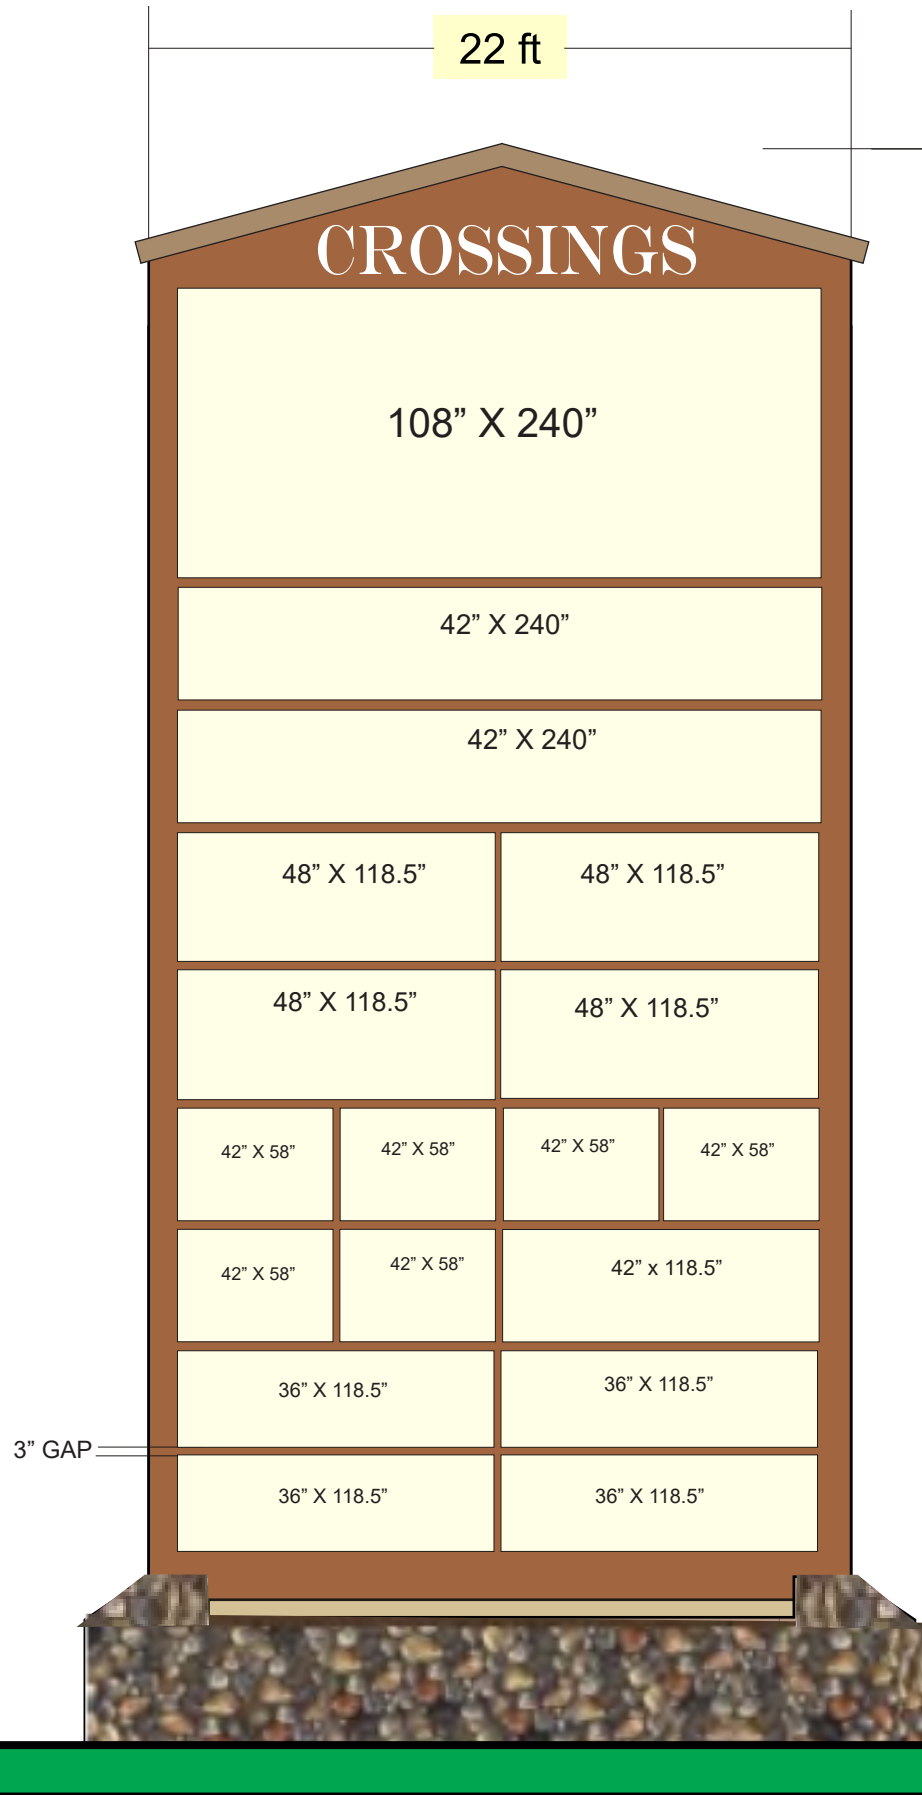 22 ft
CROSSINGS
108” X 240”
42” X 240”
42” X 240”
48” X 118.5”
48” X 118.5”
48” X 118.5”
48” X 118.5”
42” X 58”
42” X 58”
42” X 58”
42” X 58”
42” X 58”
42” X 58”
42” x 118.5”
36” X 118.5”
36” X 118.5”
3” GAP
36” X 118.5”
36” X 118.5”